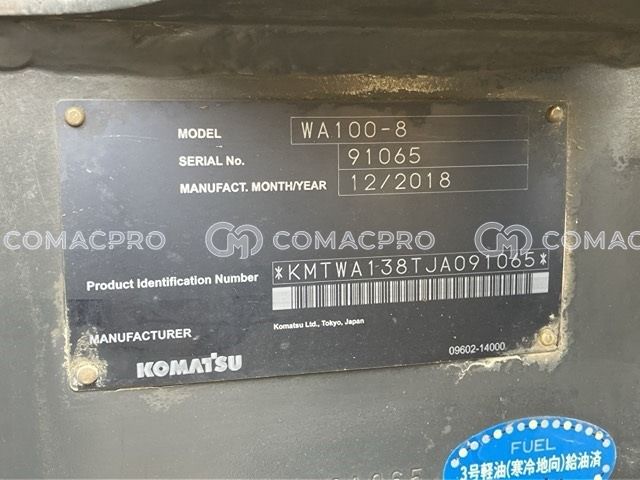 MODEL WA100-8
SERIAL No. 91065
MANUFACT. MONTH/YEAR 12/2018
COMACPRO COMACPRO COMACPRO
Product Identification Number *KMTWA138TJA091065*
Komatsu Ltd., Tokyo, Japan
MANUFACTURER
KOMATSU
09602-14000
FUEL
3号軽油(寒冷地向)給油済